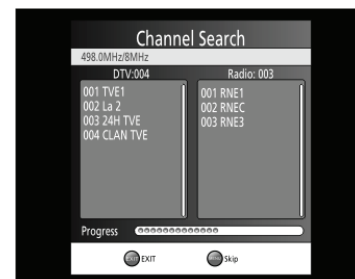 Channel Search
498.0MHz/8MHz
DTV:004
001 TVE1
002 La 2
003 24H TVE
004 CLAN TVE
Radio: 003
001 RNE1
002 RNEC
003 RNE3
Progress
EXIT EXIT
MENU Skip